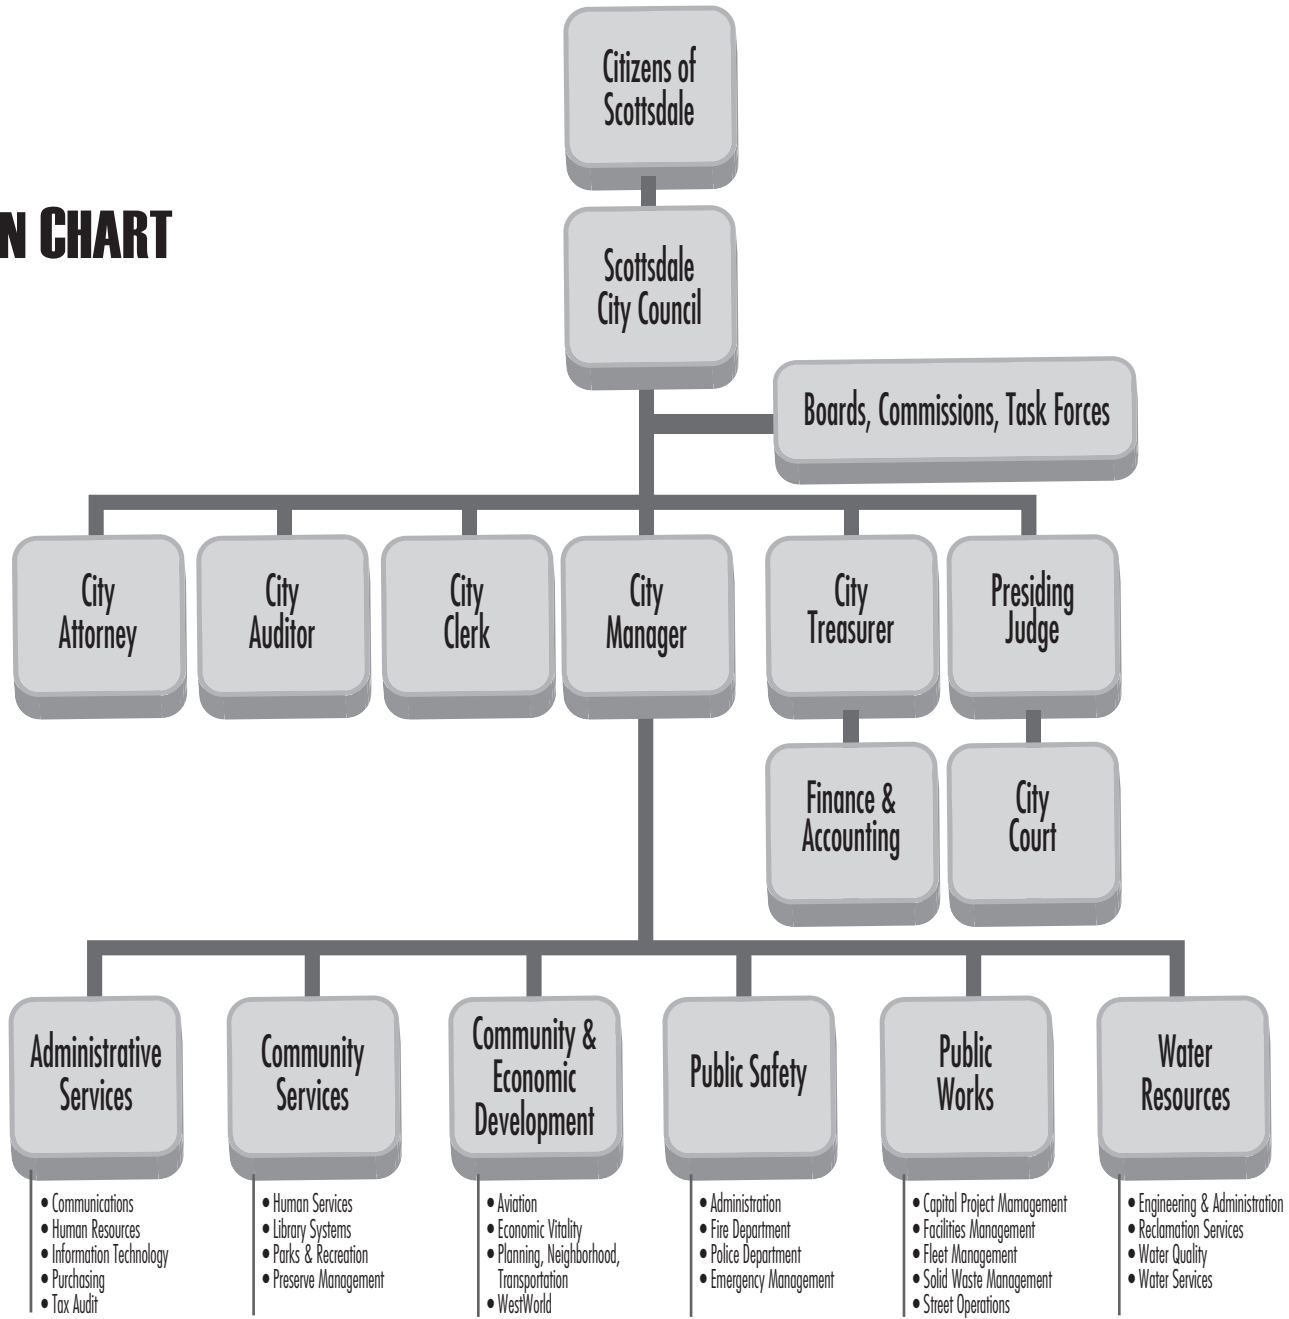 Citizens of
Scottsdale
N CHART
Scottsdale
City Council
Boards, Commissions, Task Forces
City
Attorney
City
Auditor
City
Clerk
City
Manager
City
Treasurer
Presiding
Judge
Finance &
Accounting
City
Court
Administrative
Services
Community
Services
Community &
Economic
Development
Public Safety
Public
Works
Water
Resources
• Communications
• Human Resources
• Information Technology
• Purchasing
• Tax Audit
• Human Services
• Library Systems
• Parks & Recreation
• Preserve Management
• Aviation
• Economic Vitality
• Planning, Neighborhood,
Transportation
• WestWorld
• Administration
• Fire Department
• Police Department
• Emergency Management
• Capital Project Mamagement
• Facilities Management
• Fleet Management
• Solid Waste Management
• Street Operations
• Engineering & Administration
• Reclamation Services
• Water Quality
• Water Services